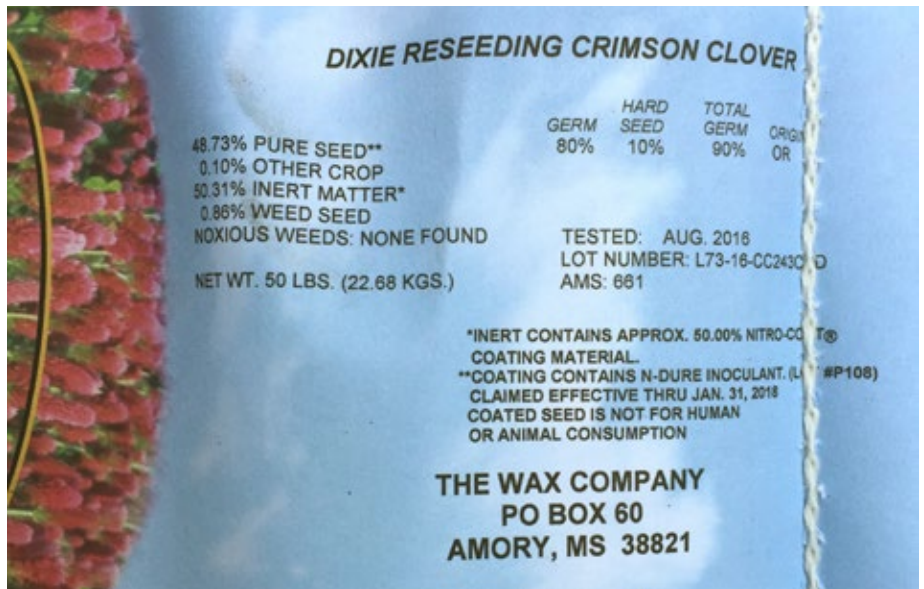 DIXIE RESEEDING CRIMSON CLOVER
HARD TOTAL
GERM SEED GERM
48.73% PURE SEED** 80% 10% 90% OR
0.10% OTHER CROP
50.31% INERT MATTER*
0.86% WEED SEED
NOXIOUS WEEDS: NONE FOUND TESTED: AUG. 2016
LOT NUMBER:
NET WT. 50 LBS. (22.68 KGS.) AMS: 661
*INERT CONTAINS APPROX. 50.00%
COATING MATERIAL.
**COATING CONTAINS N-DURE INOCULANT. #P108)
CLAIMED EFFECTIVE THRU JAN. 31,
COATED SEED IS NOT FOR HUMAN
OR ANIMAL CONSUMPTION
THE WAX COMPANY
PO BOX 60
AMORY, MS 38821